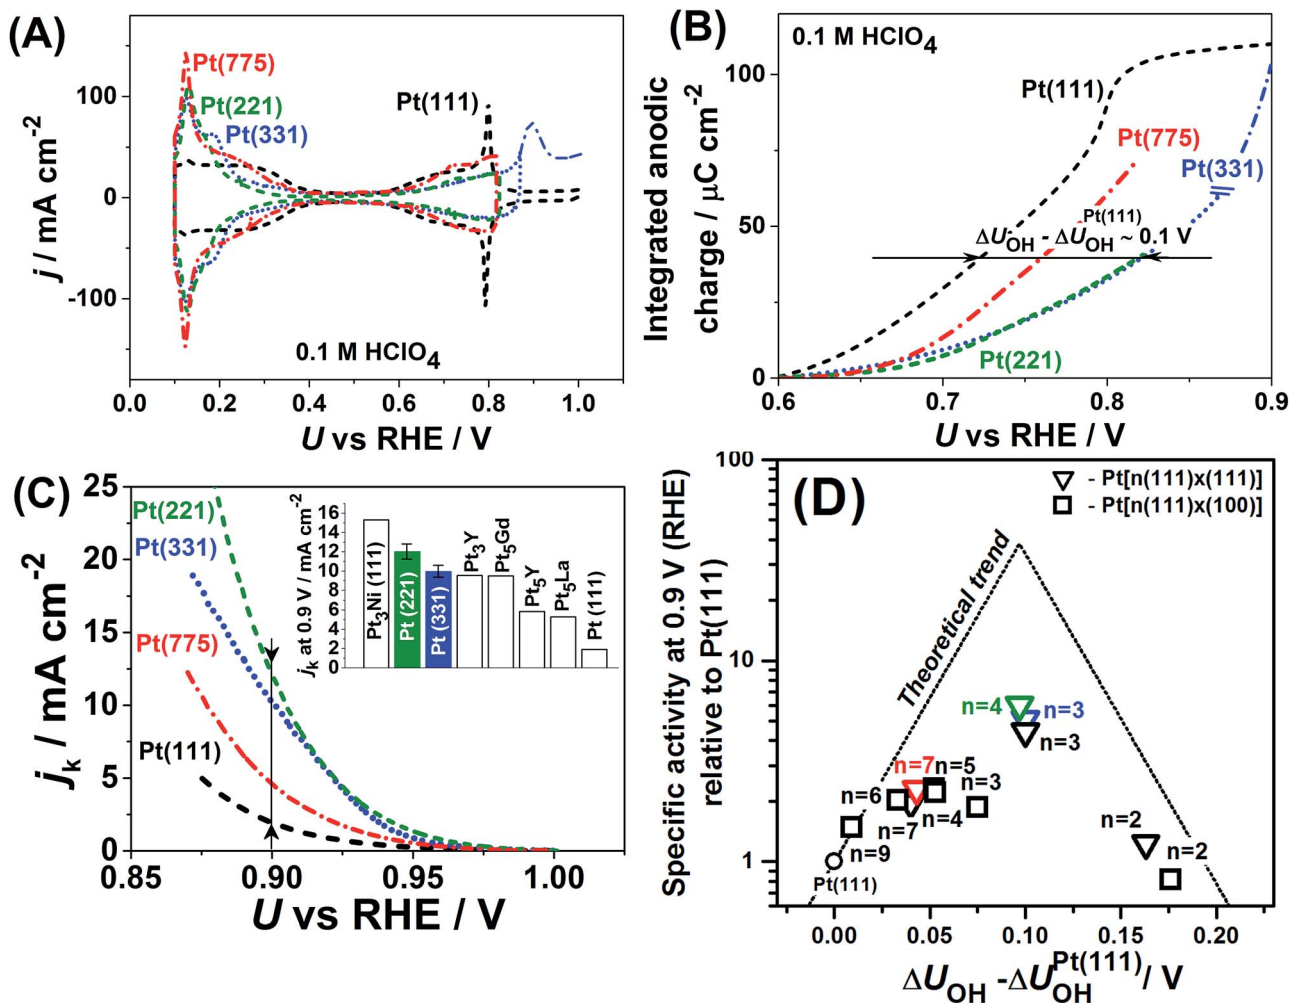 (A)
Pt(775)
Pt(221)
Pt(331)
Pt(111)
100
0
-100
j / mA cm-2
0.1 M HClO4
0.0 0.2 0.4 0.6 0.8 1.0
U vs RHE / V
(B)
0.1 M HClO4
Pt(111)
Pt(775)
Pt(331)
ΔUOH - ΔUOHPt(111) ~ 0.1 V
Pt(221)
100
50
0
Integrated anodic
charge / μC cm-2
0.6 0.7 0.8 0.9
U vs RHE / V
(C)
25
20
15
10
5
0
jk / mA cm-2
Pt(221)
Pt(331)
Pt(775)
Pt(111)
jk at 0.9 V / mA cm-2
16
14
12
10
8
6
4
2
0
Pt3Ni (111)
Pt (221)
Pt (331)
Pt3Y
Pt5Gd
Pt5Y
Pt5La
Pt (111)
0.85 0.90 0.95 1.00
U vs RHE / V
(D)
- Pt[n(111)x(111)]
- Pt[n(111)x(100)]
Theoretical trend
100
10
1
Specific activity at 0.9 V (RHE)
relative to Pt(111)
n=4
n=3
n=3
n=7
n=5
n=3
n=6
n=7
n=4
n=9
n=2
n=2
Pt(111)
0.00 0.05 0.10 0.15 0.20
ΔUOH -ΔUOHPt(111)/ V